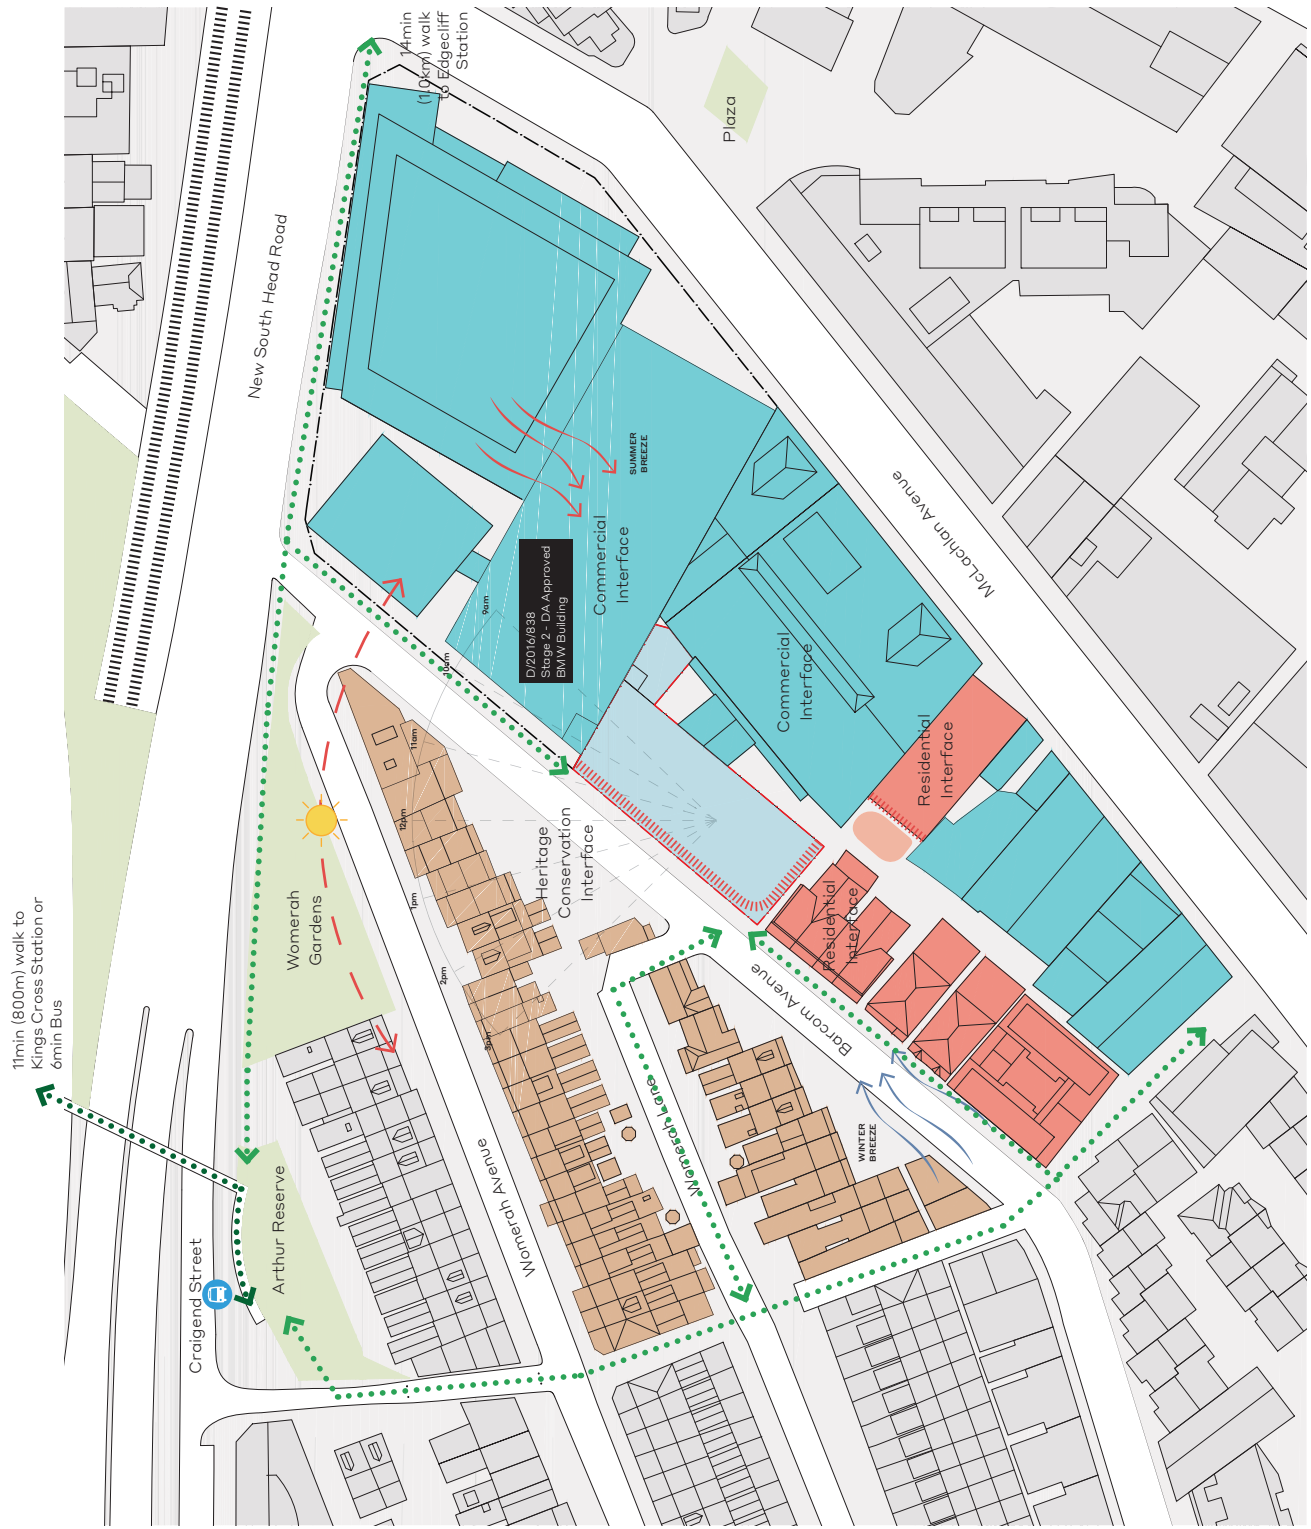 14min
(1.0km) walk
to Edgecliff
Station
Plaza
New South Head Road
SUMMER
BREEZE
McLachlan Avenue
Commercial
Interface
D/2016/838
Stage 2 - DA Approved
BMW Building
9am
10am
11am
12pm
1pm
2pm
3pm
Commercial
Interface
Residential
Interface
Heritage
Conservation
Interface
Residential
Interface
Womerah
Gardens
11min (800m) walk to
Kings Cross Station or
6min Bus
Barcom Avenue
Womerah Lane
WINTER
BREEZE
Womerah Avenue
Arthur Reserve
Craigend Street